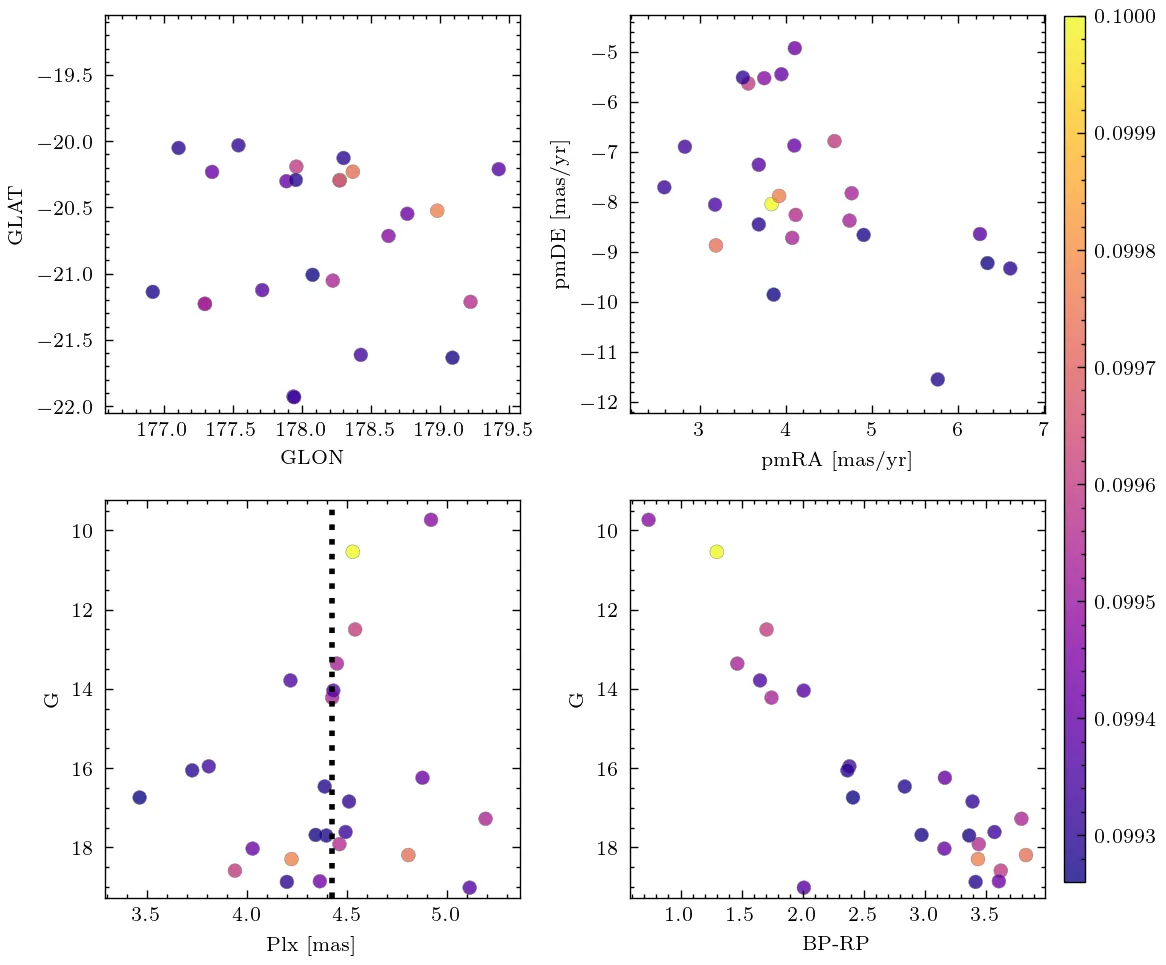 −19.5
−20.0
−20.5
−21.0
−21.5
−22.0
GLAT
177.0 177.5 178.0 178.5 179.0 179.5
GLON
−5
−6
−7
−8
−9
−10
−11
−12
pmDE [mas/yr]
3 4 5 6 7
pmRA [mas/yr]
10
12
14
16
18
G
3.5 4.0 4.5 5.0
Plx [mas]
10
12
14
16
18
G
1.0 1.5 2.0 2.5 3.0 3.5
BP-RP
0.1000
0.0999
0.0998
0.0997
0.0996
0.0995
0.0994
0.0993